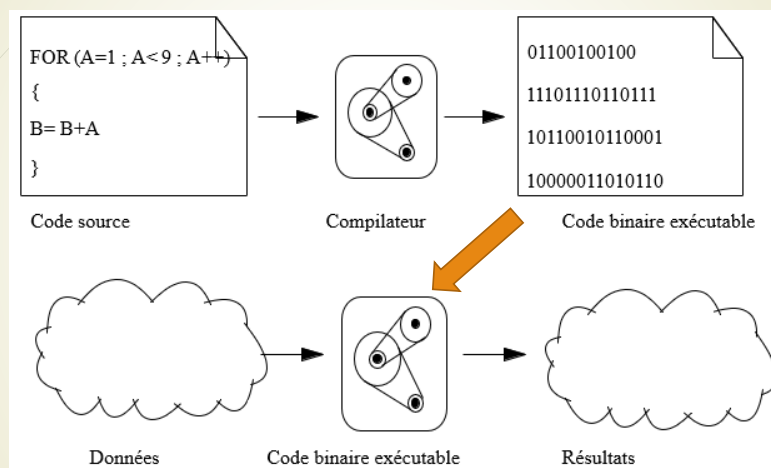 FOR (A=1 ; A< 9 ; A++)
{
B= B+A
}
01100100100
11101110110111
10110010110001
10000011010110
Code source
Compilateur
Code binaire exécutable
Données
Code binaire exécutable
Résultats